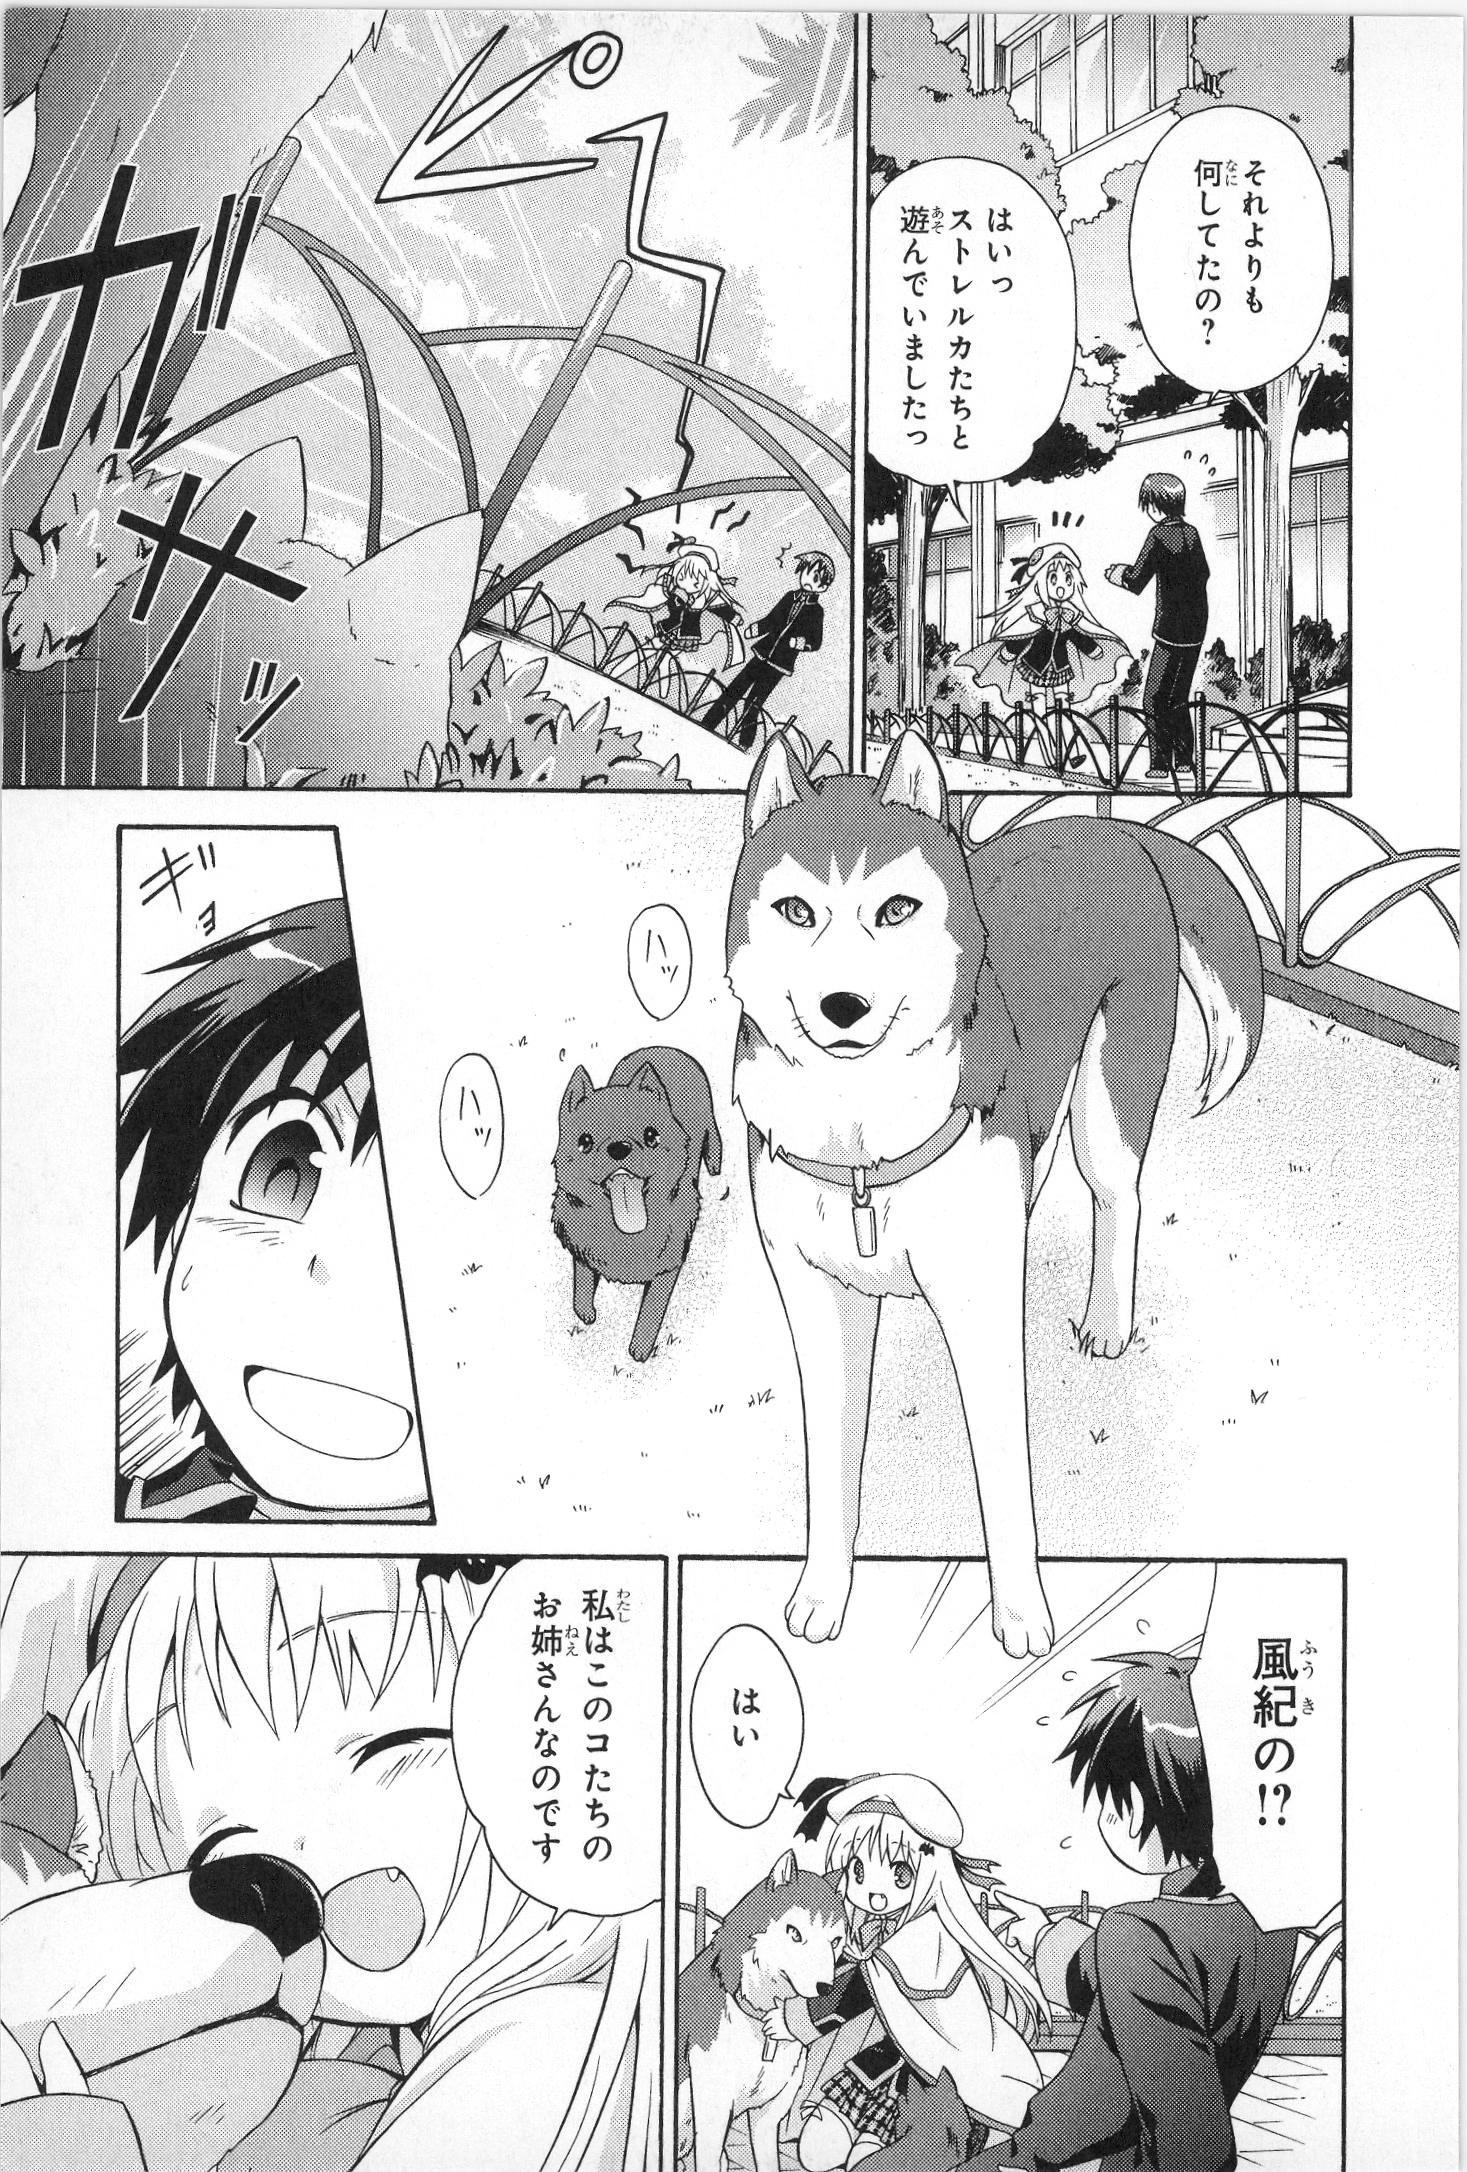 それよりも
何してたの？
はいっ
ストレルカたちと
遊んでいましたっ
ガサガサッ
ハッ
ハッ
ギョ
風紀の!?
はい
私はこのコたちの
お姉さんなのです